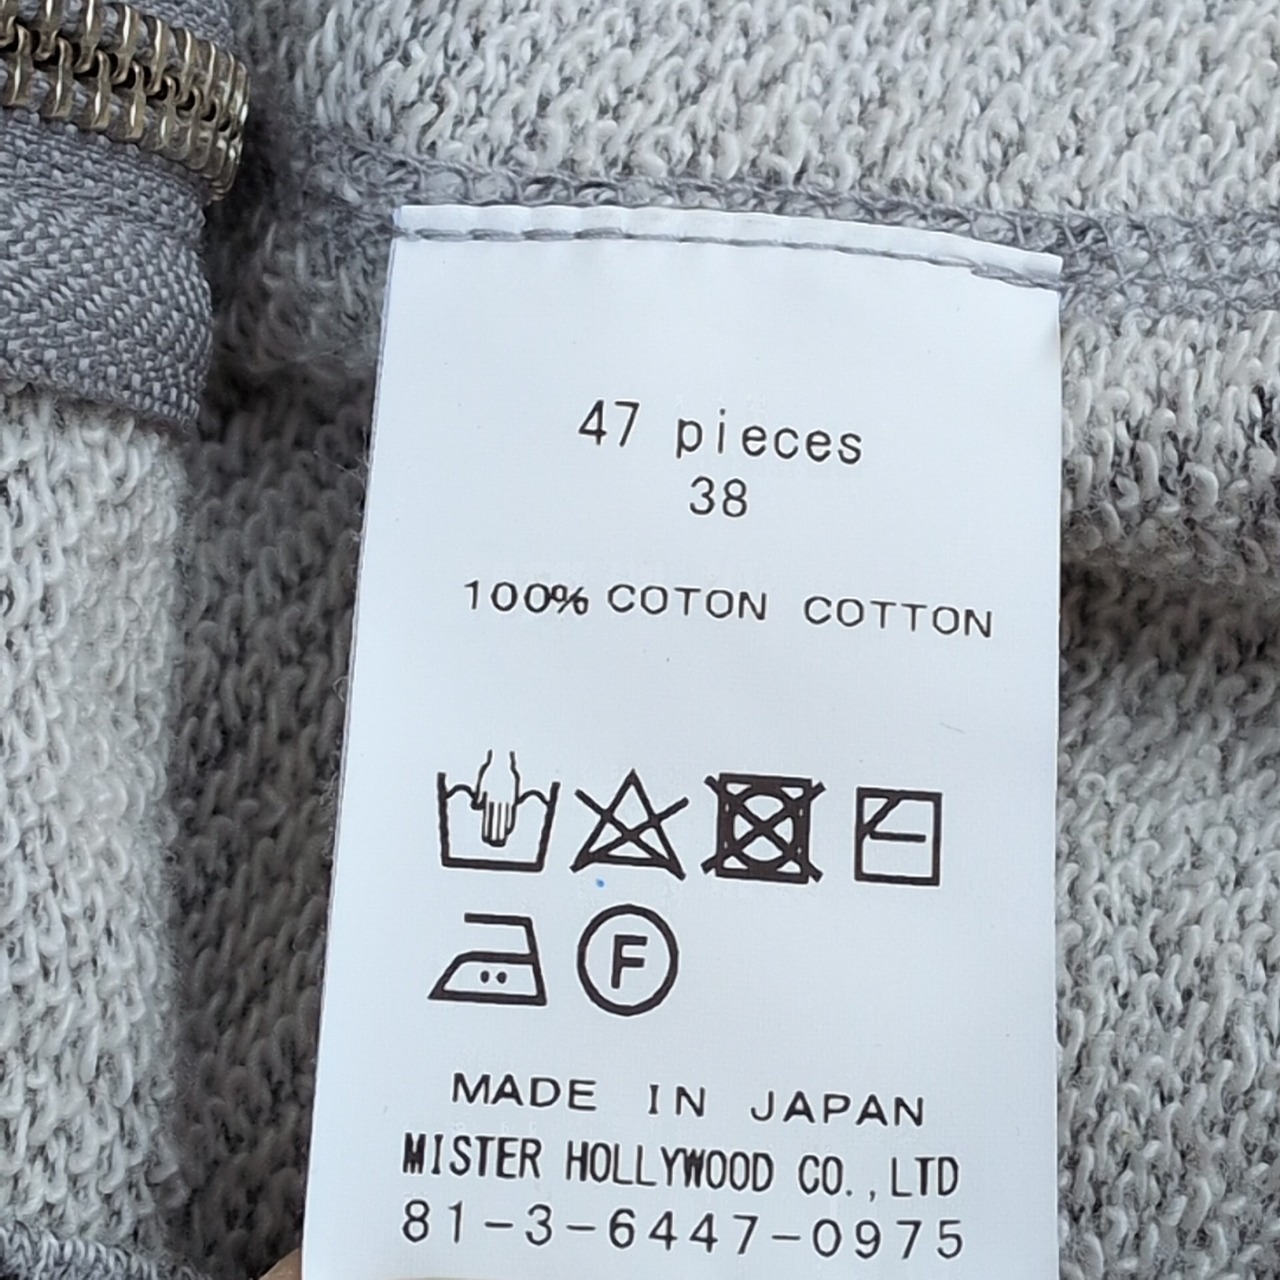 47 pieces
38
100% COTON COTTON
F
MADE IN JAPAN
MISTER HOLLYWOOD CO.,LTD
81-3-6447-0975